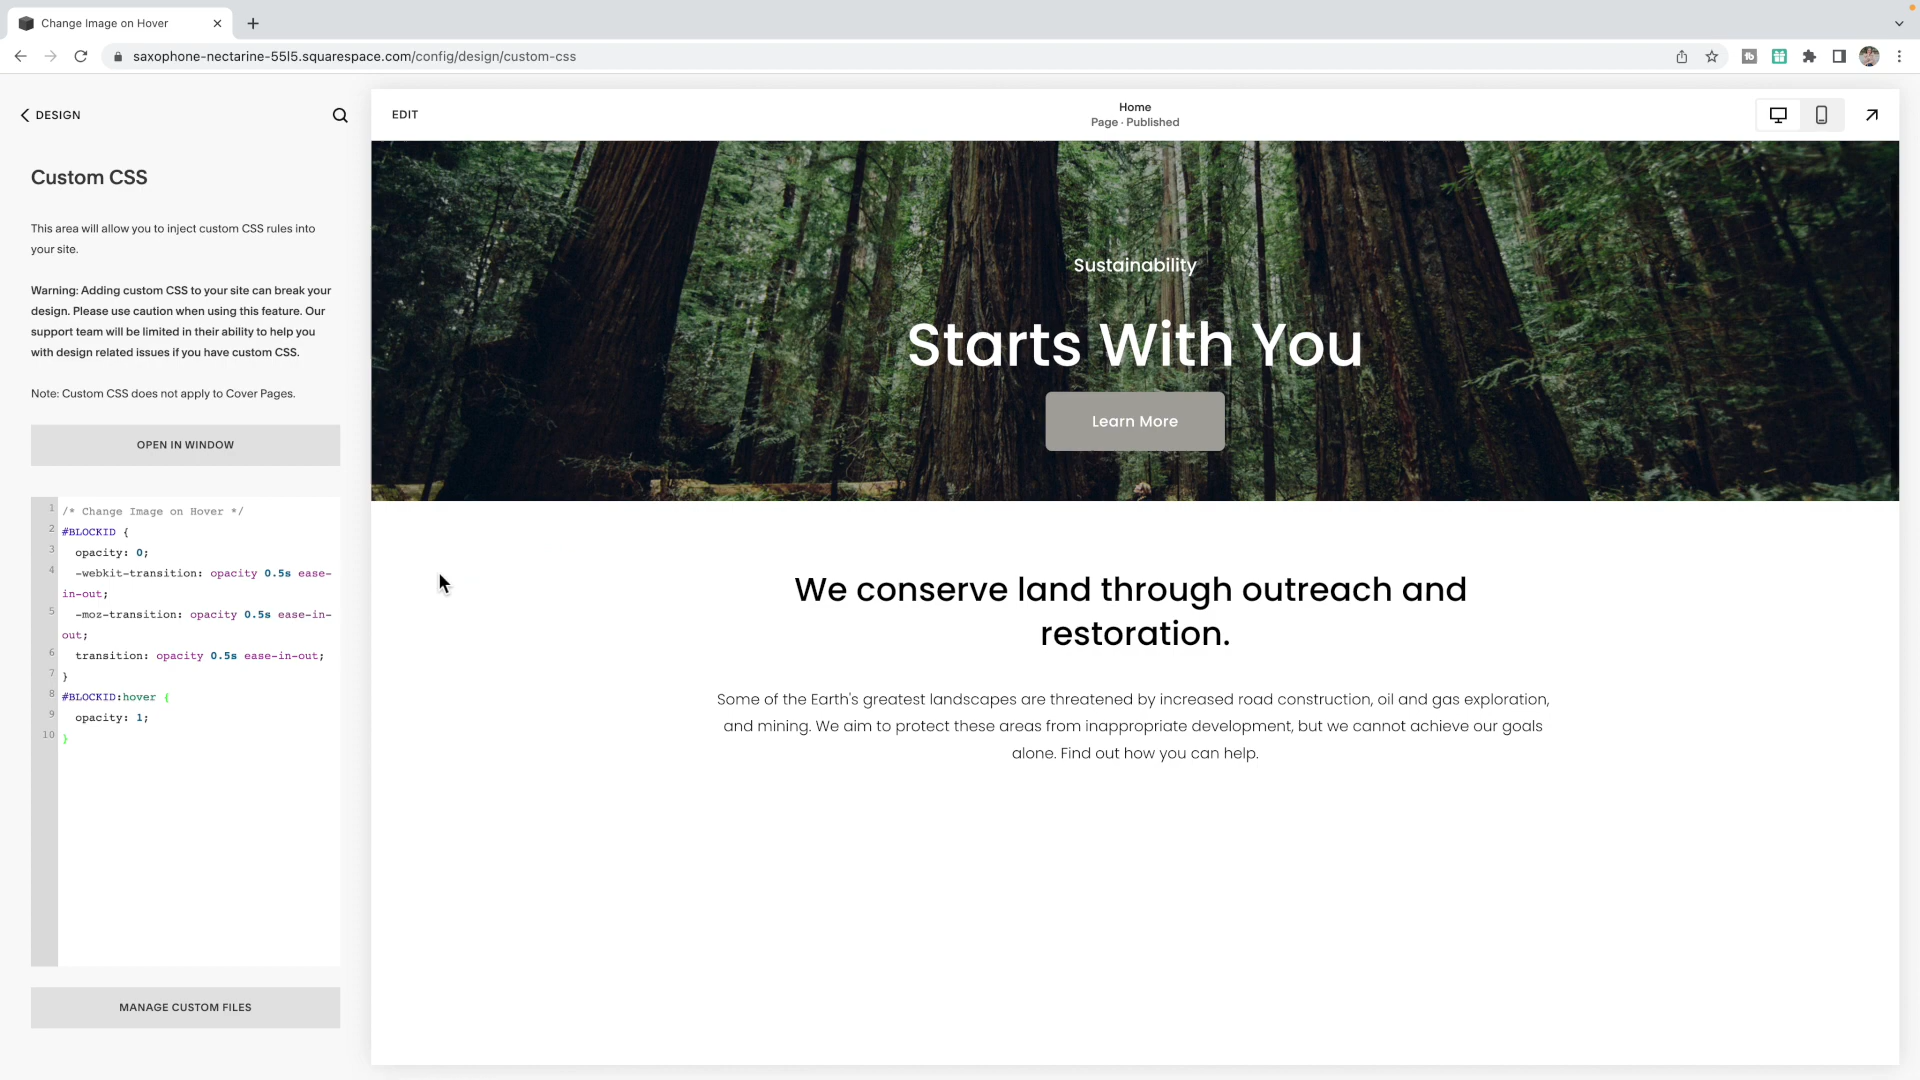 Change Image on Hover
saxophone-nectarine-55l5.squarespace.com/config/design/custom-css
DESIGN
EDIT
Home
Page · Published
Custom CSS
This area will allow you to inject custom CSS rules into
your site.
Warning: Adding custom CSS to your site can break your
design. Please use caution when using this feature. Our
support team will be limited in their ability to help you
with design related issues if you have custom CSS.
Note: Custom CSS does not apply to Cover Pages.
OPEN IN WINDOW
1 /* Change Image on Hover */
2 #BLOCKID {
3 opacity: 0;
4 -webkit-transition: opacity 0.5s ease-
in-out;
5 -moz-transition: opacity 0.5s ease-in-
out;
6 transition: opacity 0.5s ease-in-out;
7 }
8 #BLOCKID:hover {
9 opacity: 1;
10 }
MANAGE CUSTOM FILES
Sustainability
Starts With You
Learn More
We conserve land through outreach and
restoration.
Some of the Earth's greatest landscapes are threatened by increased road construction, oil and gas exploration,
and mining. We aim to protect these areas from inappropriate development, but we cannot achieve our goals
alone. Find out how you can help.